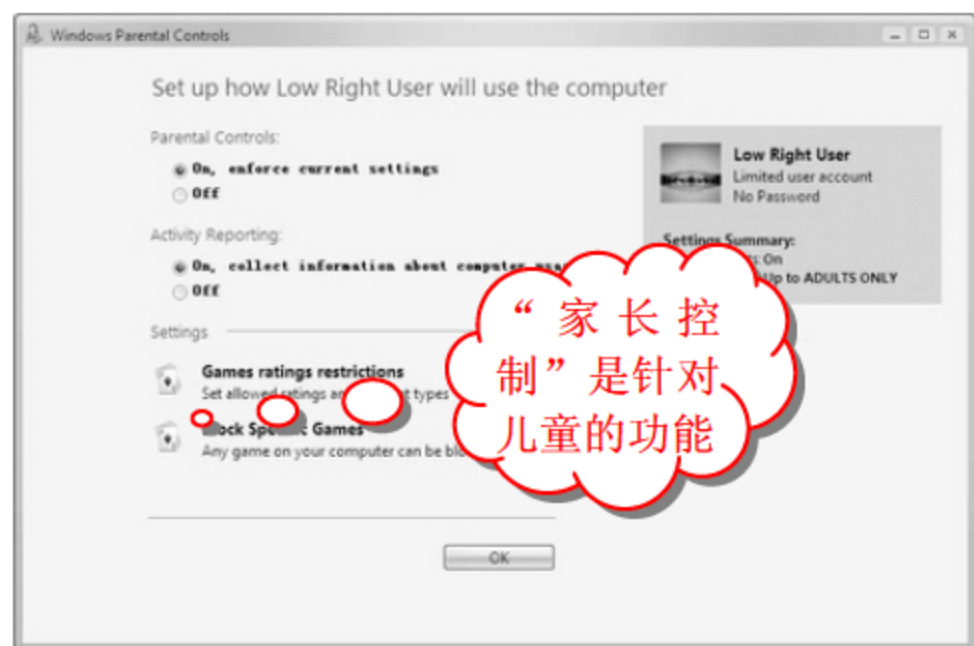 Windows Parental Controls
Set up how Low Right User will use the computer
Parental Controls:
On, enforce current settings
Off
Activity Reporting:
On, collect information about computer
Off
Settings
Games ratings restrictions
Set allowed ratings types
Games
Any game on your computer can be
OK
Low Right User
Limited user account
No Password
Settings Summary:
On
Up to ADULTS ONLY
“家长控
制”是针对
儿童的功能